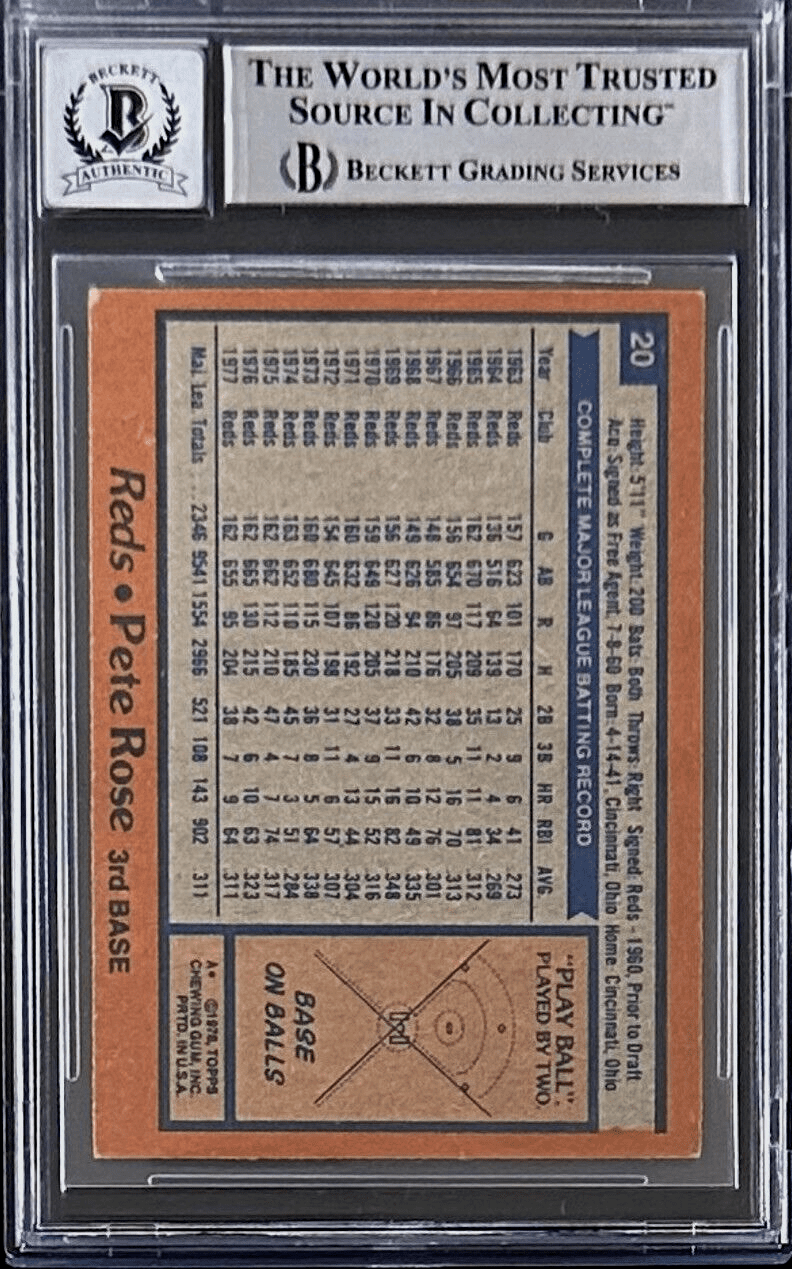 BECKETT
B
AUTHENTIC
THE WORLD'S MOST TRUSTED
SOURCE IN COLLECTING™
(B) BECKETT GRADING SERVICES
20
Height: 5'11" Weight: 200 Bats: Both Throws: Right Signed: Reds - 1960, Prior to Draft
Acq: Signed as Free Agent, 7-8-60 Born: 4-14-41, Cincinnati, Ohio Home: Cincinnati, Ohio
COMPLETE MAJOR LEAGUE BATTING RECORD
Year Club G AB R H 2B 3B HR RBI AVG.
1963 Reds 157 623 101 170 25 9 6 41 .273
1964 Reds 136 516 64 139 13 2 4 34 .269
1965 Reds 162 670 117 209 35 11 11 81 .312
1966 Reds 156 654 97 205 38 5 16 70 .313
1967 Reds 148 585 86 176 32 8 12 76 .301
1968 Reds 149 626 94 210 42 6 10 49 .335
1969 Reds 156 627 120 218 33 11 16 82 .348
1970 Reds 159 649 120 205 37 9 15 52 .316
1971 Reds 160 632 86 192 27 4 13 44 .304
1972 Reds 154 645 107 198 31 11 6 57 .307
1973 Reds 160 680 115 230 36 8 5 64 .338
1974 Reds 163 652 110 185 45 7 3 51 .284
1975 Reds 162 662 112 210 47 4 7 74 .317
1976 Reds 162 665 130 215 42 6 10 63 .323
1977 Reds 162 655 95 204 38 7 9 64 .311
Maj. Lea. Totals ... 2346 9541 1554 2966 521 108 143 902 .311
"PLAY BALL"
PLAYED BY TWO.
BASE
ON BALLS
A* ©1978, TOPPS
CHEWING GUM, INC.
PRTD. IN U.S.A.
Reds • Pete Rose 3rd BASE